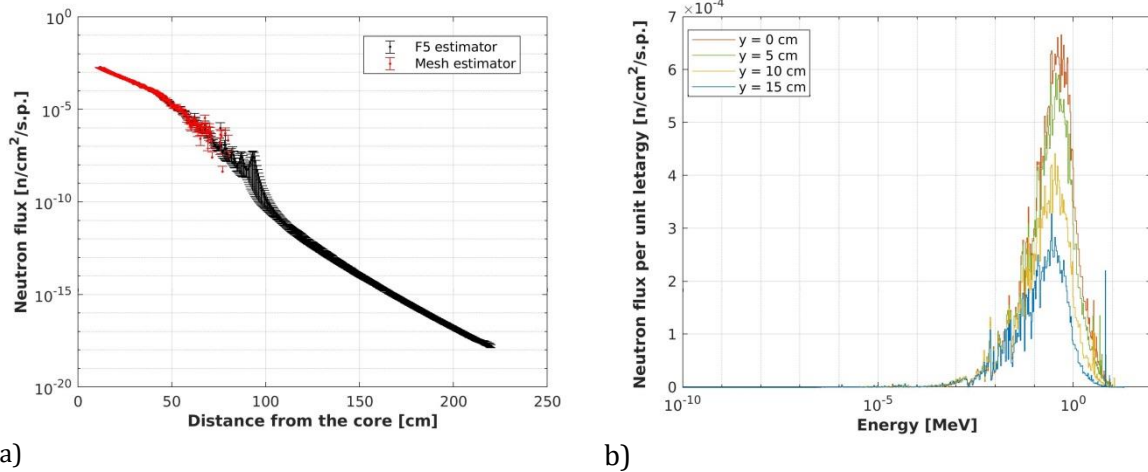 10^0
10^-5
10^-10
10^-15
10^-20
Neutron flux [n/cm^2/s.p.]
F5 estimator
Mesh estimator
0 50 100 150 200 250
Distance from the core [cm]
a)
×10^-4
7
6
5
4
3
2
1
0
Neutron flux per unit letargy [n/cm^2/s.p.]
y = 0 cm
y = 5 cm
y = 10 cm
y = 15 cm
10^-10 10^-5 10^0
Energy [MeV]
b)